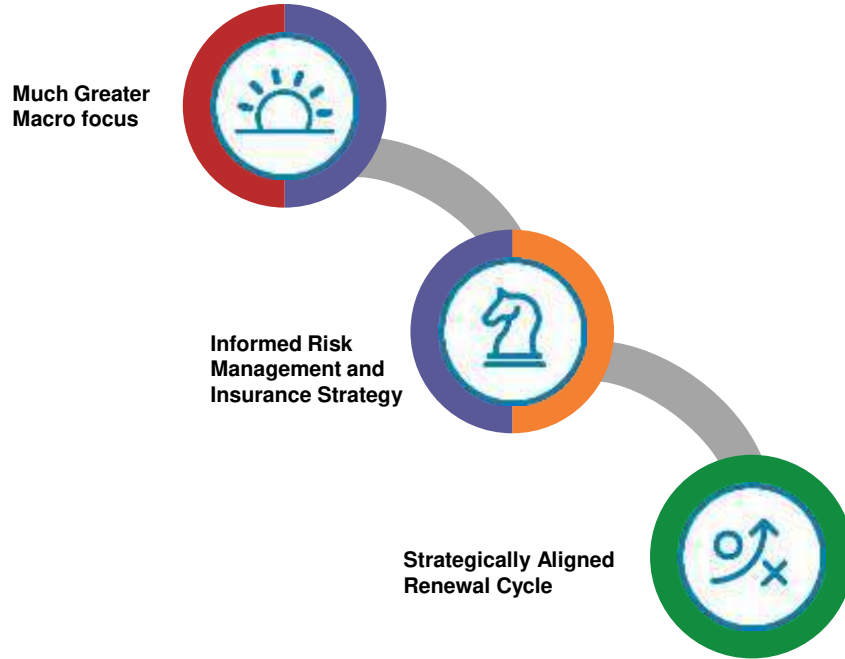 Much Greater
Macro focus
Informed Risk
Management and
Insurance Strategy
Strategically Aligned
Renewal Cycle